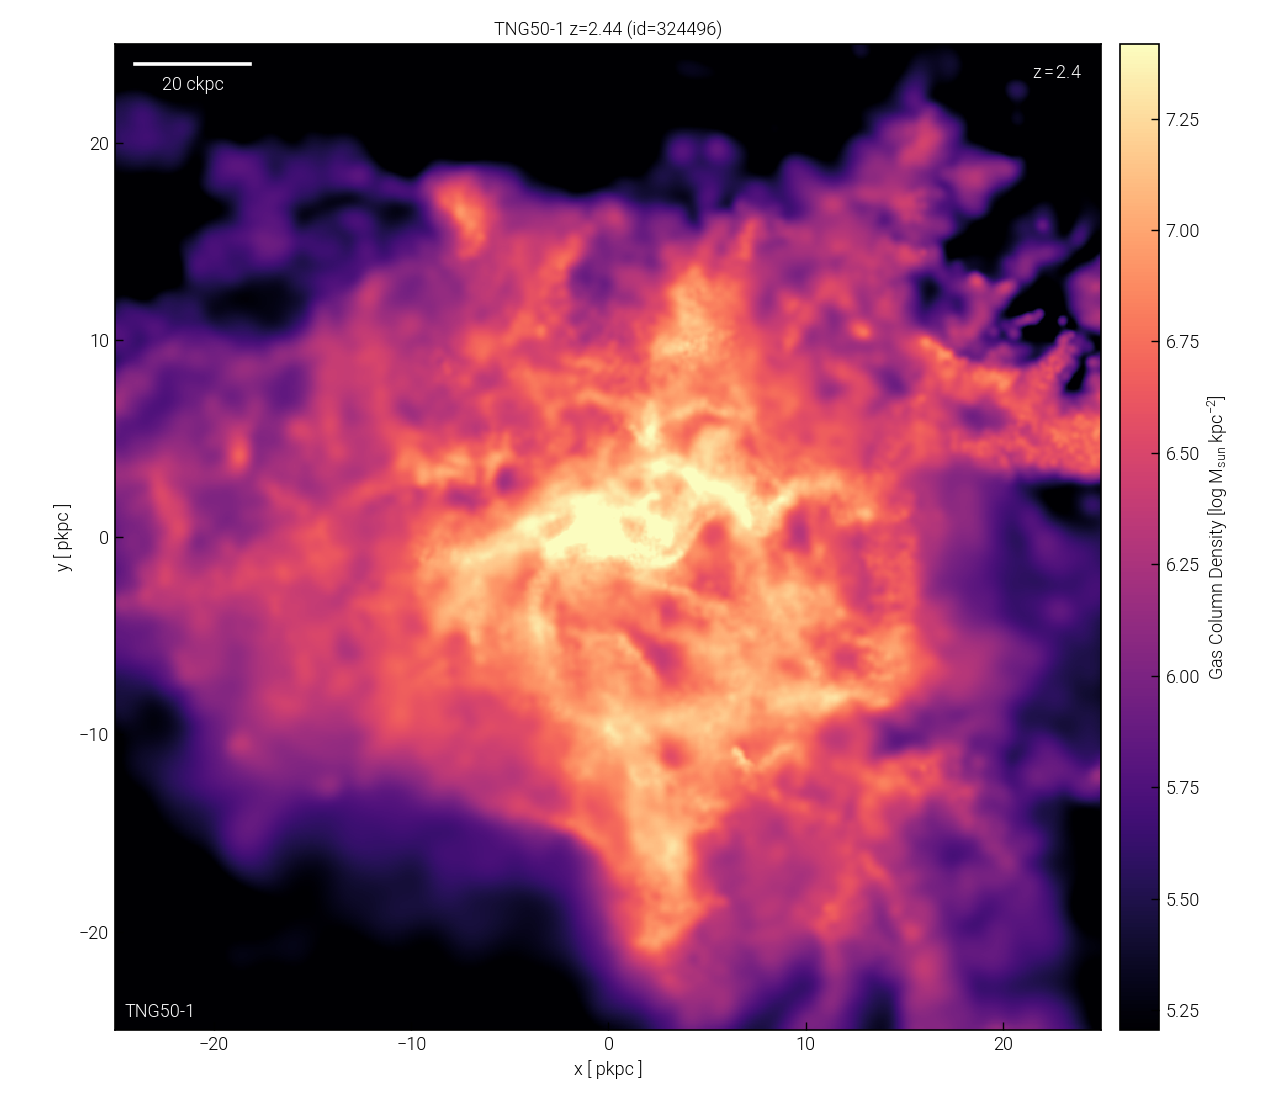 TNG50-1 z=2.44 (id=324496)
20 ckpc
z=2.4
TNG50-1
y [ pkpc ]
20
10
0
−10
−20
−20
−10
0
10
20
x [ pkpc ]
7.25
7.00
6.75
6.50
6.25
6.00
5.75
5.50
5.25
Gas Column Density [log M_sun kpc⁻²]